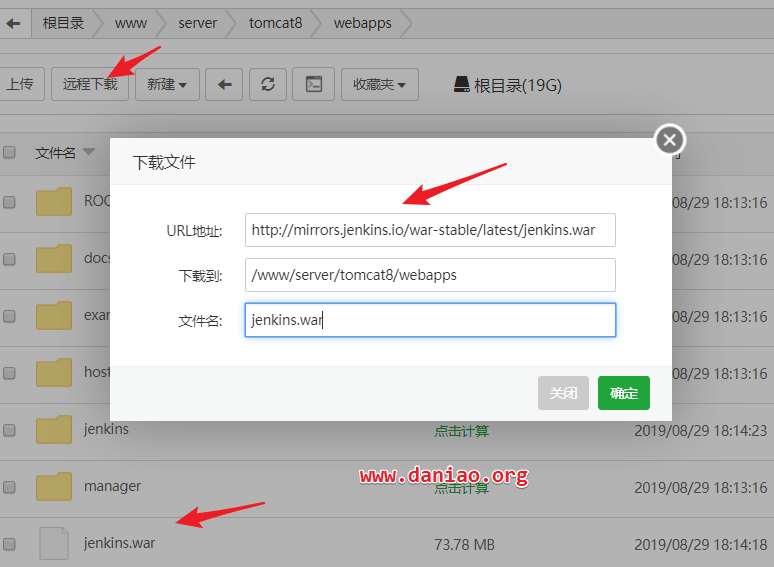 根目录 www server tomcat8 webapps
上传 远程下载 新建 收藏夹 根目录(19G)
文件名
下载文件
ROO
08/29 18:13:16
URL地址: http://mirrors.jenkins.io/war-stable/latest/jenkins.war
docs
08/29 18:13:16
下载到: /www/server/tomcat8/webapps
文件名: jenkins.war
exam
08/29 18:13:16
host
08/29 18:13:16
关闭 确定
jenkins 点击计算 2019/08/29 18:14:23
www.daniao.org
manager 点击计算 2019/08/29 18:13:16
jenkins.war 73.78 MB 2019/08/29 18:14:18